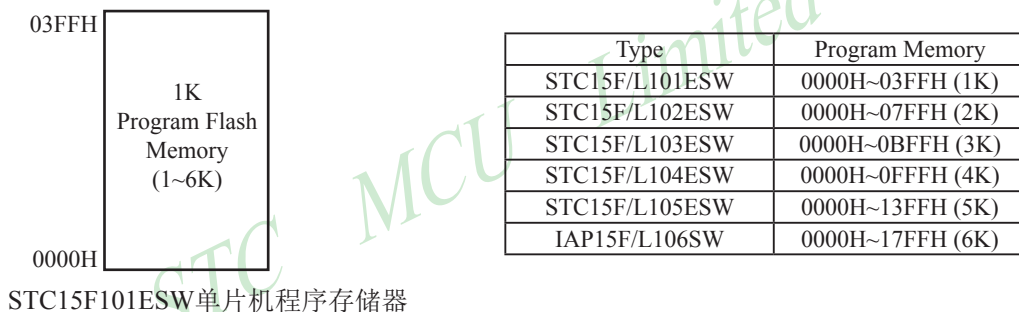 03FFH
1K
Program Flash
Memory
(1~6K)
0000H
STC15F101ESW单片机程序存储器
Type Program Memory
STC15F/L101ESW 0000H~03FFH (1K)
STC15F/L102ESW 0000H~07FFH (2K)
STC15F/L103ESW 0000H~0BFFH (3K)
STC15F/L104ESW 0000H~0FFFH (4K)
STC15F/L105ESW 0000H~13FFH (5K)
IAP15F/L106SW 0000H~17FFH (6K)
STC MCU Limited